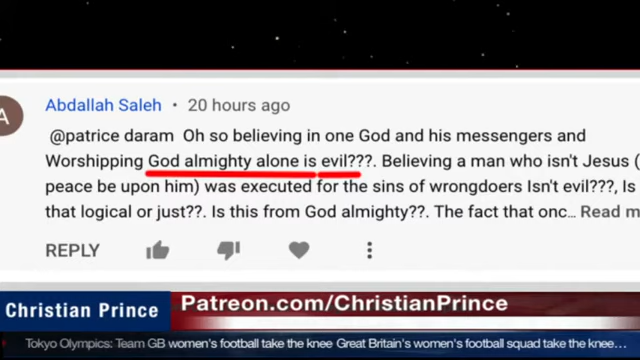 A
Abdallah Saleh • 20 hours ago
@patrice daram Oh so believing in one God and his messengers and
Worshipping God almighty alone is evil???. Believing a man who isn't Jesus (
peace be upon him) was executed for the sins of wrongdoers Isn't evil???, Is
that logical or just??. Is this from God almighty??. The fact that onc... Read m
REPLY
Christian Prince
Patreon.com/ChristianPrince
Tokyo Olympics: Team GB women's football take the knee Great Britain's women's football squad take the knee...